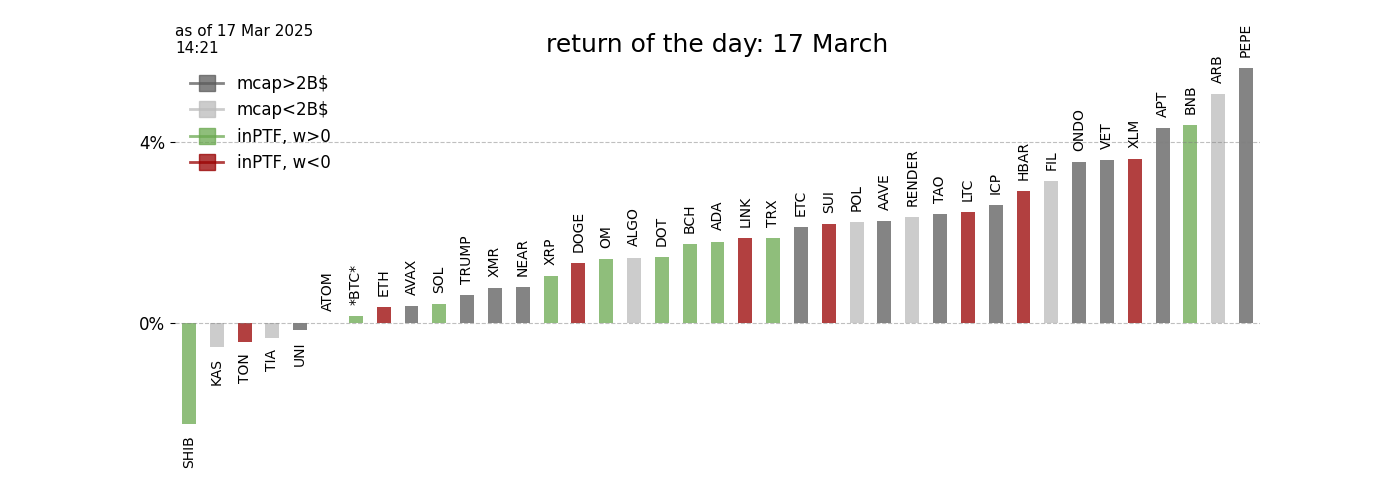 as of 17 Mar 2025
14:21
return of the day: 17 March
mcap>2B$
mcap<2B$
inPTF, w>0
inPTF, w<0
4%
0%
SHIB
KAS
TON
TIA
UNI
ATOM
*BTC*
ETH
AVAX
SOL
TRUMP
XMR
NEAR
XRP
DOGE
OM
ALGO
DOT
BCH
ADA
LINK
TRX
ETC
SUI
POL
AAVE
RENDER
TAO
LTC
ICP
HBAR
FIL
ONDO
VET
XLM
APT
BNB
ARB
PEPE